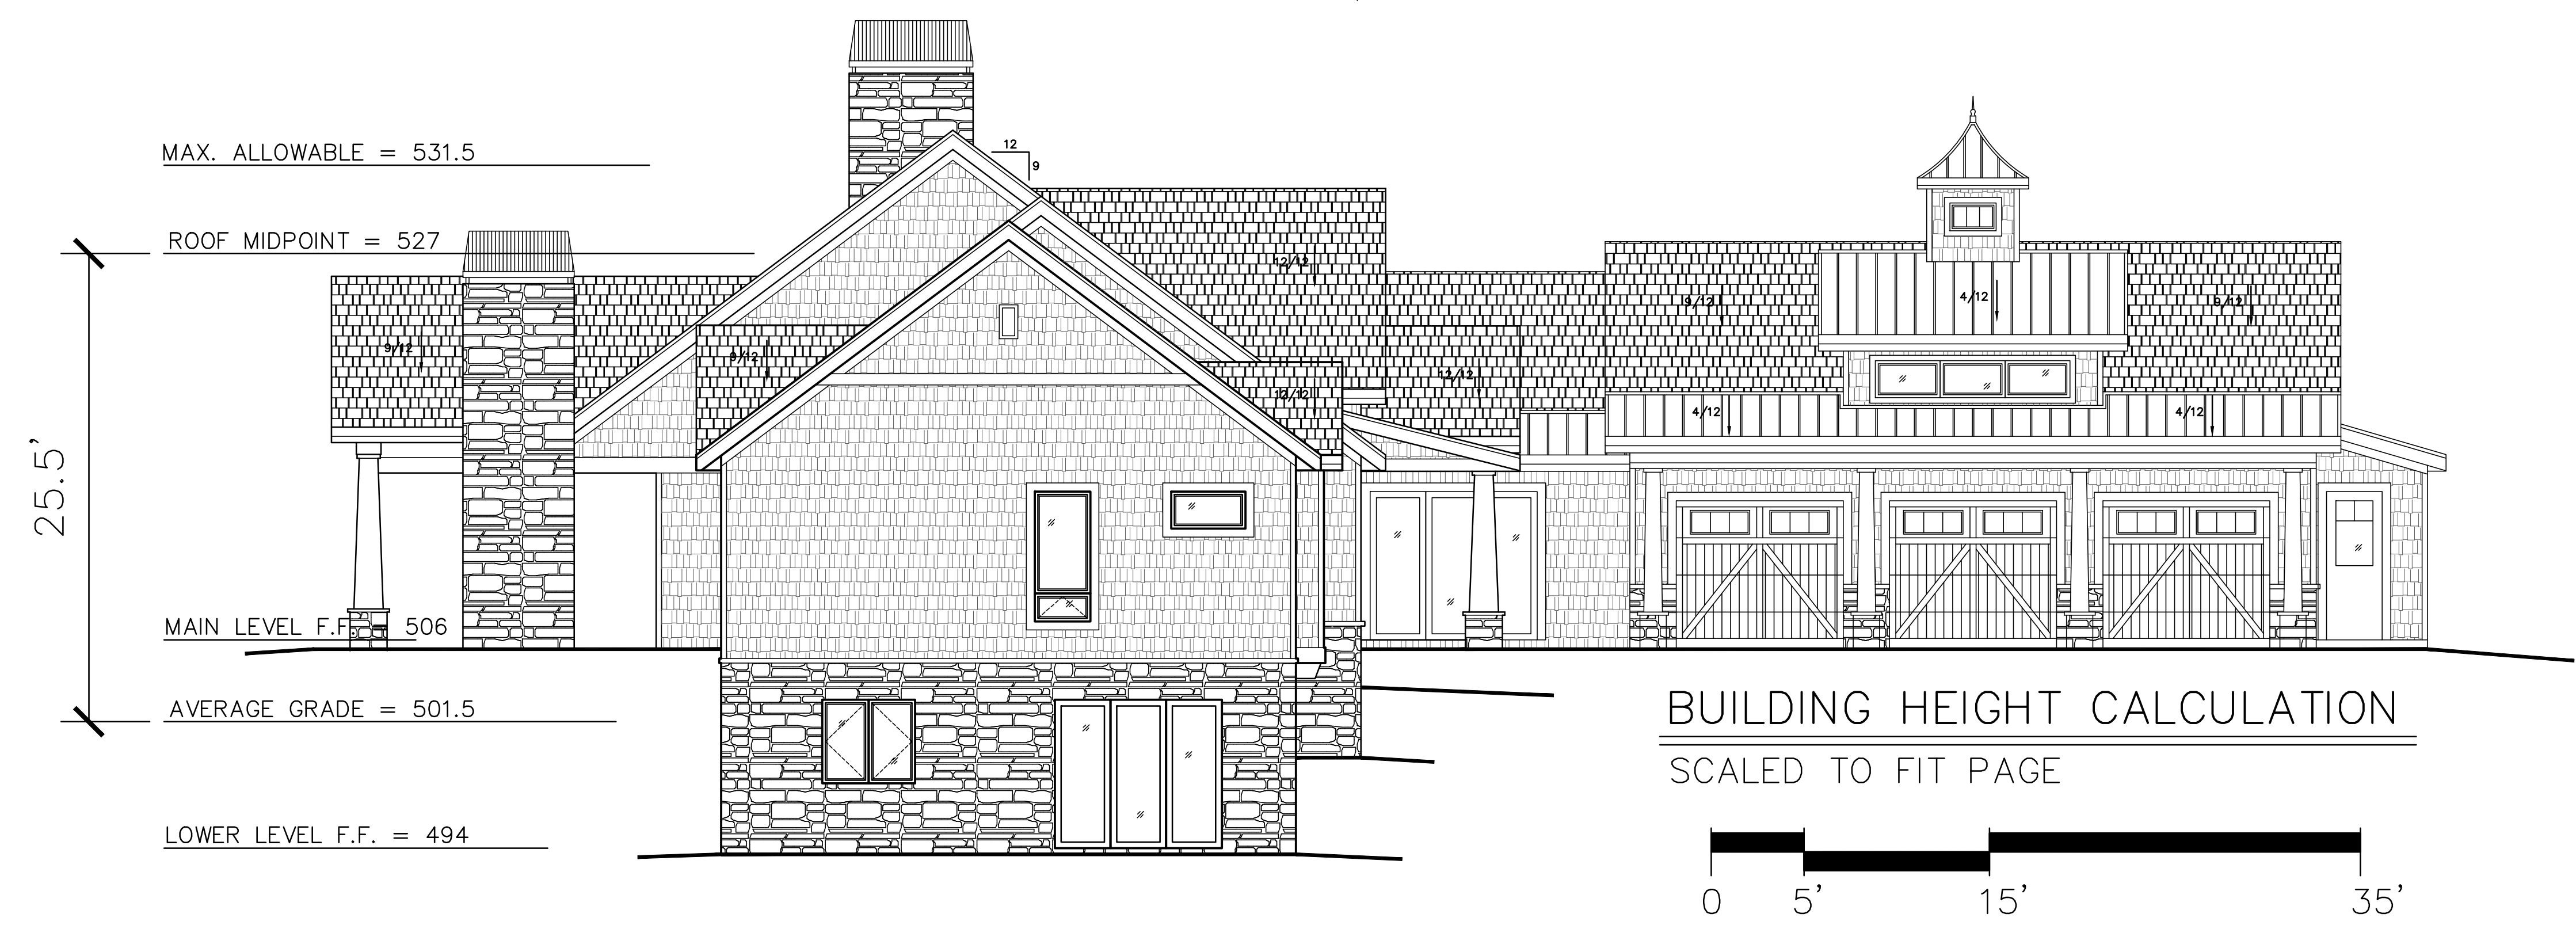 12
9
MAX. ALLOWABLE = 531.5
ROOF MIDPOINT = 527
12/12
9/12
4/12
9/12
9/12
9/12
12/12
12/12
4/12
4/12
25.5'
MAIN LEVEL F.F. 506
AVERAGE GRADE = 501.5
LOWER LEVEL F.F. = 494
BUILDING HEIGHT CALCULATION
SCALED TO FIT PAGE
0 5' 15' 35'